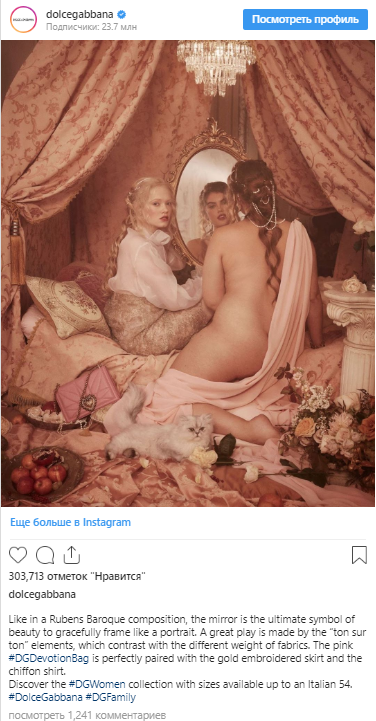 dolcegabbana
Подписчики: 23.7 млн
Посмотреть профиль
Еще больше в Instagram
303,713 отметок "Нравится"
dolcegabbana
Like in a Rubens Baroque composition, the mirror is the ultimate symbol of
beauty to gracefully frame like a portrait. A great play is made by the “ton sur
ton” elements, which contrast with the different weight of fabrics. The pink
#DGDevotionBag is perfectly paired with the gold embroidered skirt and the
chiffon shirt.
Discover the #DGWomen collection with sizes available up to an Italian 54.
#DolceGabbana #DGFamily
посмотреть 1,241 комментариев